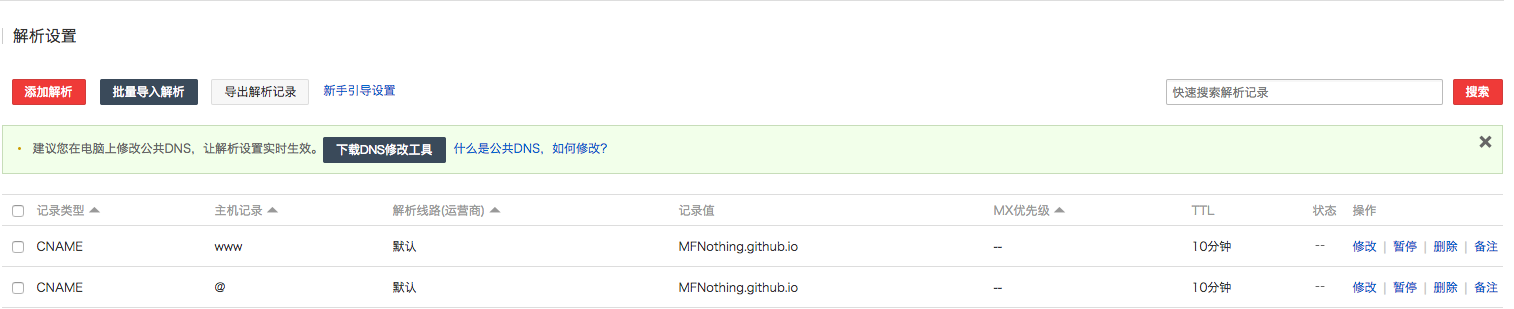 解析设置
添加解析 批量导入解析 导出解析记录 新手引导设置 快速搜索解析记录 搜索
建议您在电脑上修改公共DNS，让解析设置实时生效。 下载DNS修改工具 什么是公共DNS，如何修改?
记录类型 主机记录 解析线路(运营商) 记录值 MX优先级 TTL 状态 操作
CNAME www 默认 MFNothing.github.io -- 10分钟 -- 修改 | 暂停 | 删除 | 备注
CNAME @ 默认 MFNothing.github.io -- 10分钟 -- 修改 | 暂停 | 删除 | 备注